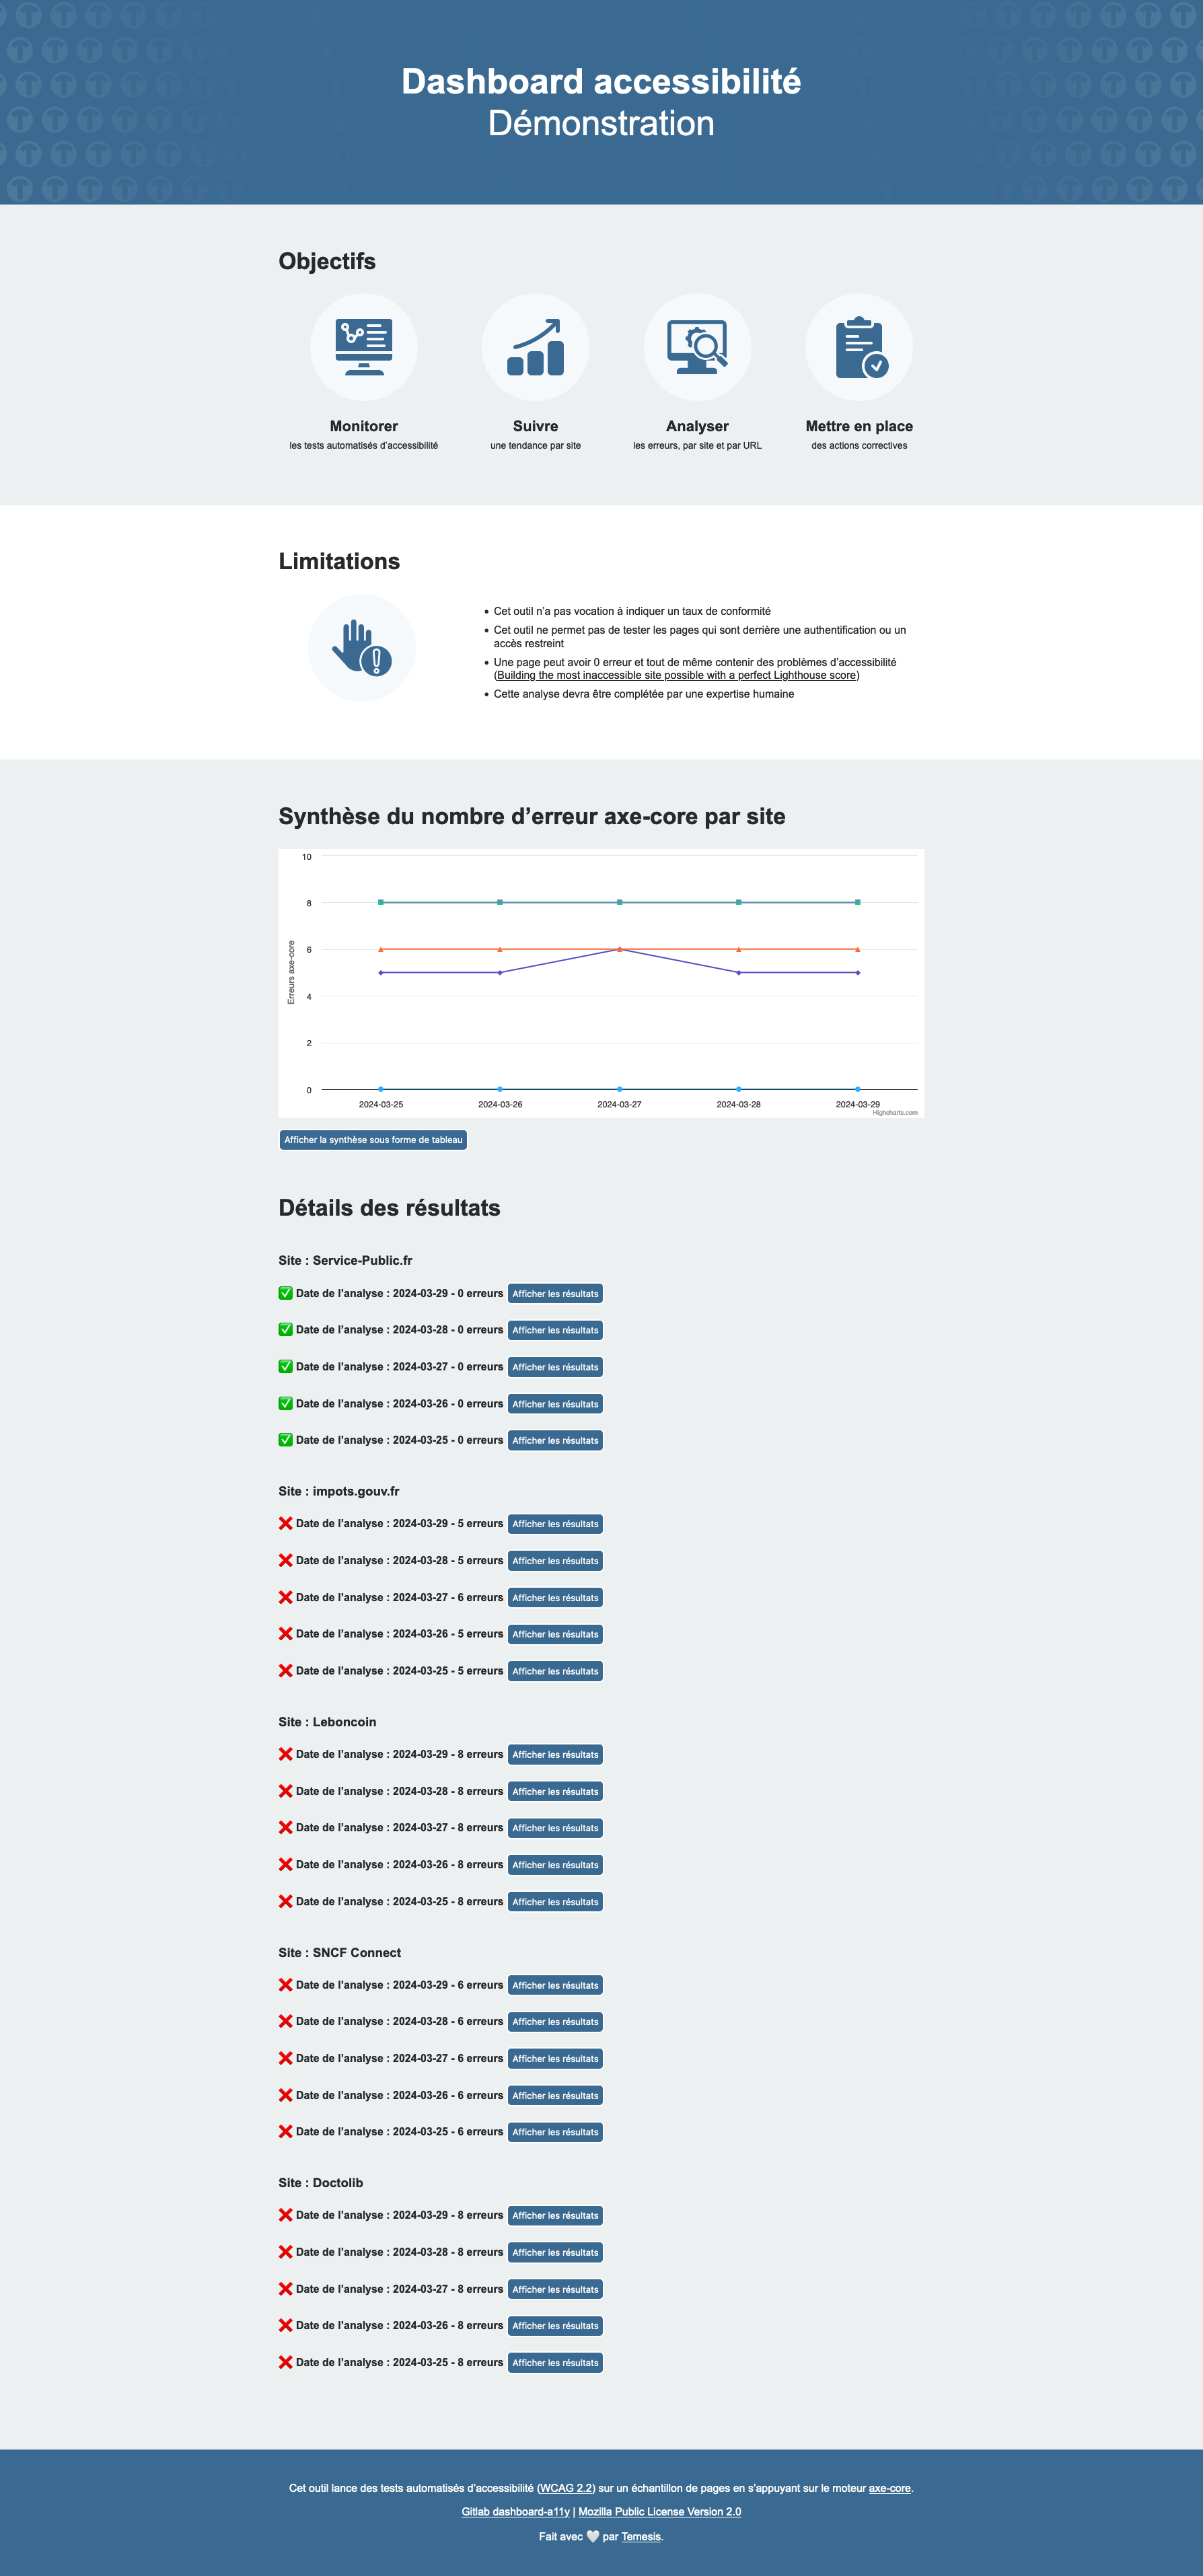 Dashboard accessibilité
Démonstration
Objectifs
Monitorer
les tests automatisés d’accessibilité
Suivre
une tendance par site
Analyser
les erreurs, par site et par URL
Mettre en place
des actions correctives
Limitations
Cet outil n’a pas vocation à indiquer un taux de conformité
Cet outil ne permet pas de tester les pages qui sont derrière une authentification ou un
accès restreint
Une page peut avoir 0 erreur et tout de même contenir des problèmes d’accessibilité
(Building the most inaccessible site possible with a perfect Lighthouse score)
Cette analyse devra être complétée par une expertise humaine
Synthèse du nombre d’erreur axe-core par site
Erreurs axe-core
10
8
6
4
2
0
2024-03-25
2024-03-26
2024-03-27
2024-03-28
2024-03-29
Highcharts.com
Afficher la synthèse sous forme de tableau
Détails des résultats
Site : Service-Public.fr
Date de l’analyse : 2024-03-29 - 0 erreurs Afficher les résultats
Date de l’analyse : 2024-03-28 - 0 erreurs Afficher les résultats
Date de l’analyse : 2024-03-27 - 0 erreurs Afficher les résultats
Date de l’analyse : 2024-03-26 - 0 erreurs Afficher les résultats
Date de l’analyse : 2024-03-25 - 0 erreurs Afficher les résultats
Site : impots.gouv.fr
Date de l’analyse : 2024-03-29 - 5 erreurs Afficher les résultats
Date de l’analyse : 2024-03-28 - 5 erreurs Afficher les résultats
Date de l’analyse : 2024-03-27 - 6 erreurs Afficher les résultats
Date de l’analyse : 2024-03-26 - 5 erreurs Afficher les résultats
Date de l’analyse : 2024-03-25 - 5 erreurs Afficher les résultats
Site : Leboncoin
Date de l’analyse : 2024-03-29 - 8 erreurs Afficher les résultats
Date de l’analyse : 2024-03-28 - 8 erreurs Afficher les résultats
Date de l’analyse : 2024-03-27 - 8 erreurs Afficher les résultats
Date de l’analyse : 2024-03-26 - 8 erreurs Afficher les résultats
Date de l’analyse : 2024-03-25 - 8 erreurs Afficher les résultats
Site : SNCF Connect
Date de l’analyse : 2024-03-29 - 6 erreurs Afficher les résultats
Date de l’analyse : 2024-03-28 - 6 erreurs Afficher les résultats
Date de l’analyse : 2024-03-27 - 6 erreurs Afficher les résultats
Date de l’analyse : 2024-03-26 - 6 erreurs Afficher les résultats
Date de l’analyse : 2024-03-25 - 6 erreurs Afficher les résultats
Site : Doctolib
Date de l’analyse : 2024-03-29 - 8 erreurs Afficher les résultats
Date de l’analyse : 2024-03-28 - 8 erreurs Afficher les résultats
Date de l’analyse : 2024-03-27 - 8 erreurs Afficher les résultats
Date de l’analyse : 2024-03-26 - 8 erreurs Afficher les résultats
Date de l’analyse : 2024-03-25 - 8 erreurs Afficher les résultats
Cet outil lance des tests automatisés d’accessibilité (WCAG 2.2) sur un échantillon de pages en s’appuyant sur le moteur axe-core.
Gitlab dashboard-a11y | Mozilla Public License Version 2.0
Fait avec 🤍 par Temesis.